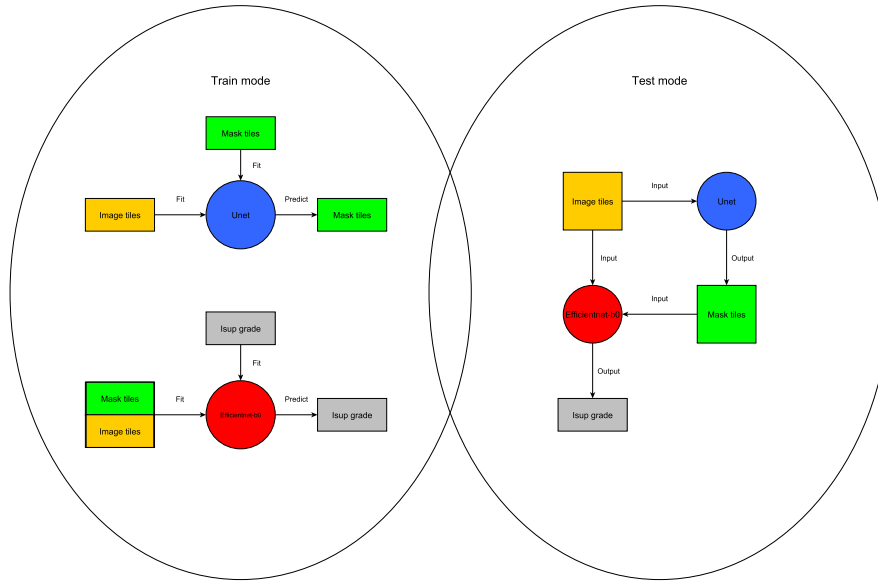 Train mode
Mask tiles
Fit
Image tiles
Fit
Unet
Predict
Mask tiles
Isup grade
Fit
Mask tiles
Image tiles
Fit
Efficientnet-b0
Predict
Isup grade
Test mode
Image tiles
Input
Unet
Input
Output
Efficientnet-b0
Input
Mask tiles
Output
Isup grade